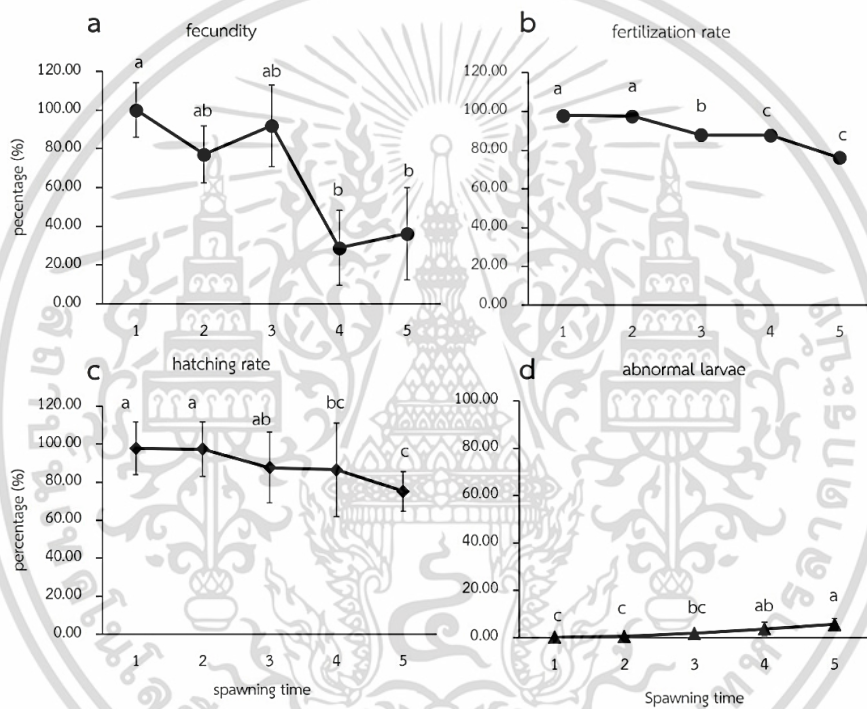 a
fecundity
pecentage (%)
120.00
100.00
80.00
60.00
40.00
20.00
0.00
a
ab
ab
b
b
1 2 3 4 5
b
fertilization rate
120.00
100.00
80.00
60.00
40.00
20.00
0.00
a
a
b
c
c
1 2 3 4 5
c
hatching rate
percentage (%)
120.00
100.00
80.00
60.00
40.00
20.00
0.00
a
a
ab
bc
c
1 2 3 4 5
spawning time
d
abnormal larvae
100.00
80.00
60.00
40.00
20.00
0.00
c
c
bc
ab
a
1 2 3 4 5
Spawning time